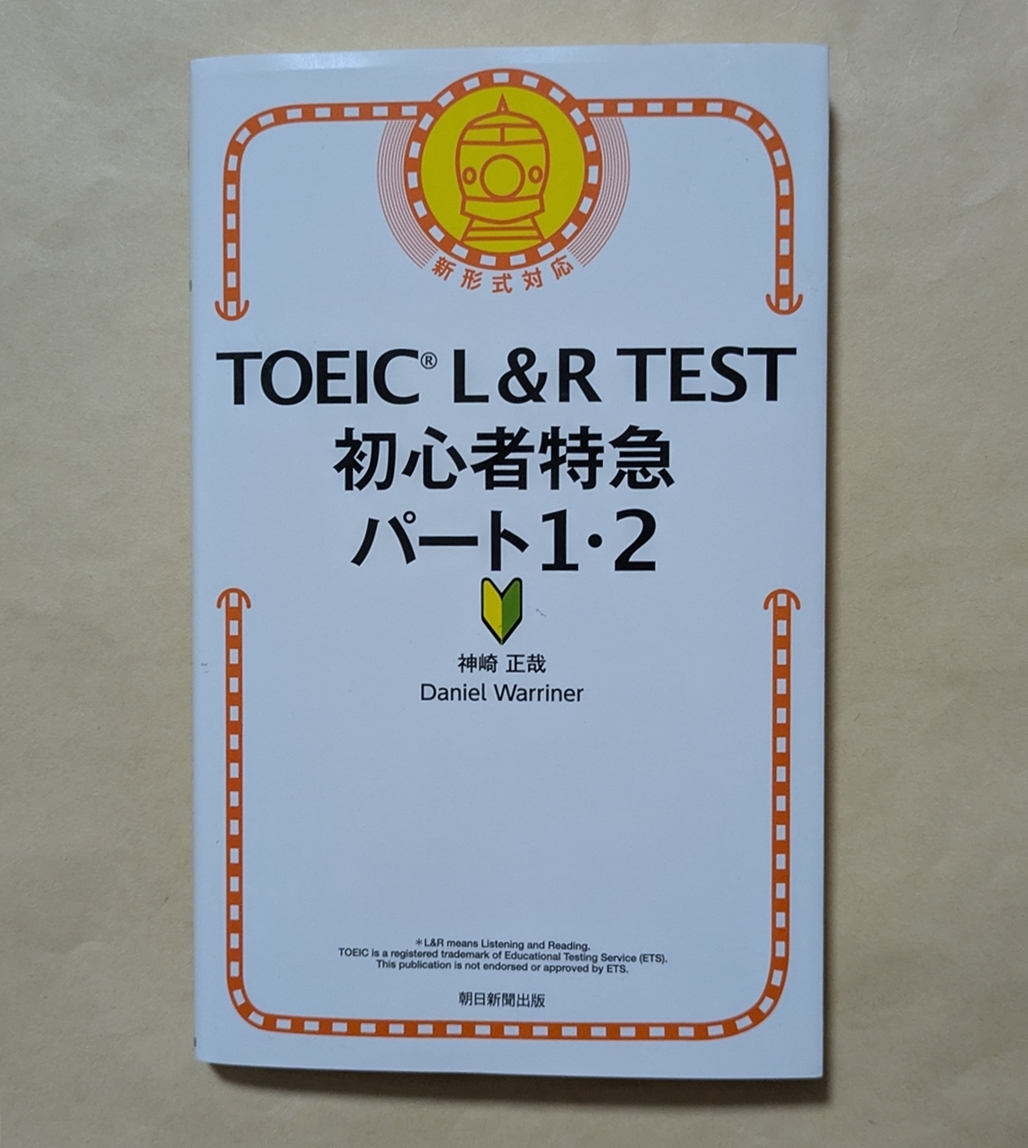 新形式対応
TOEIC® L&R TEST
初心者特急
パート1・2
神崎 正哉
Daniel Warriner
＊L&R means Listening and Reading.
TOEIC is a registered trademark of Educational Testing Service (ETS).
This publication is not endorsed or approved by ETS.
朝日新聞出版